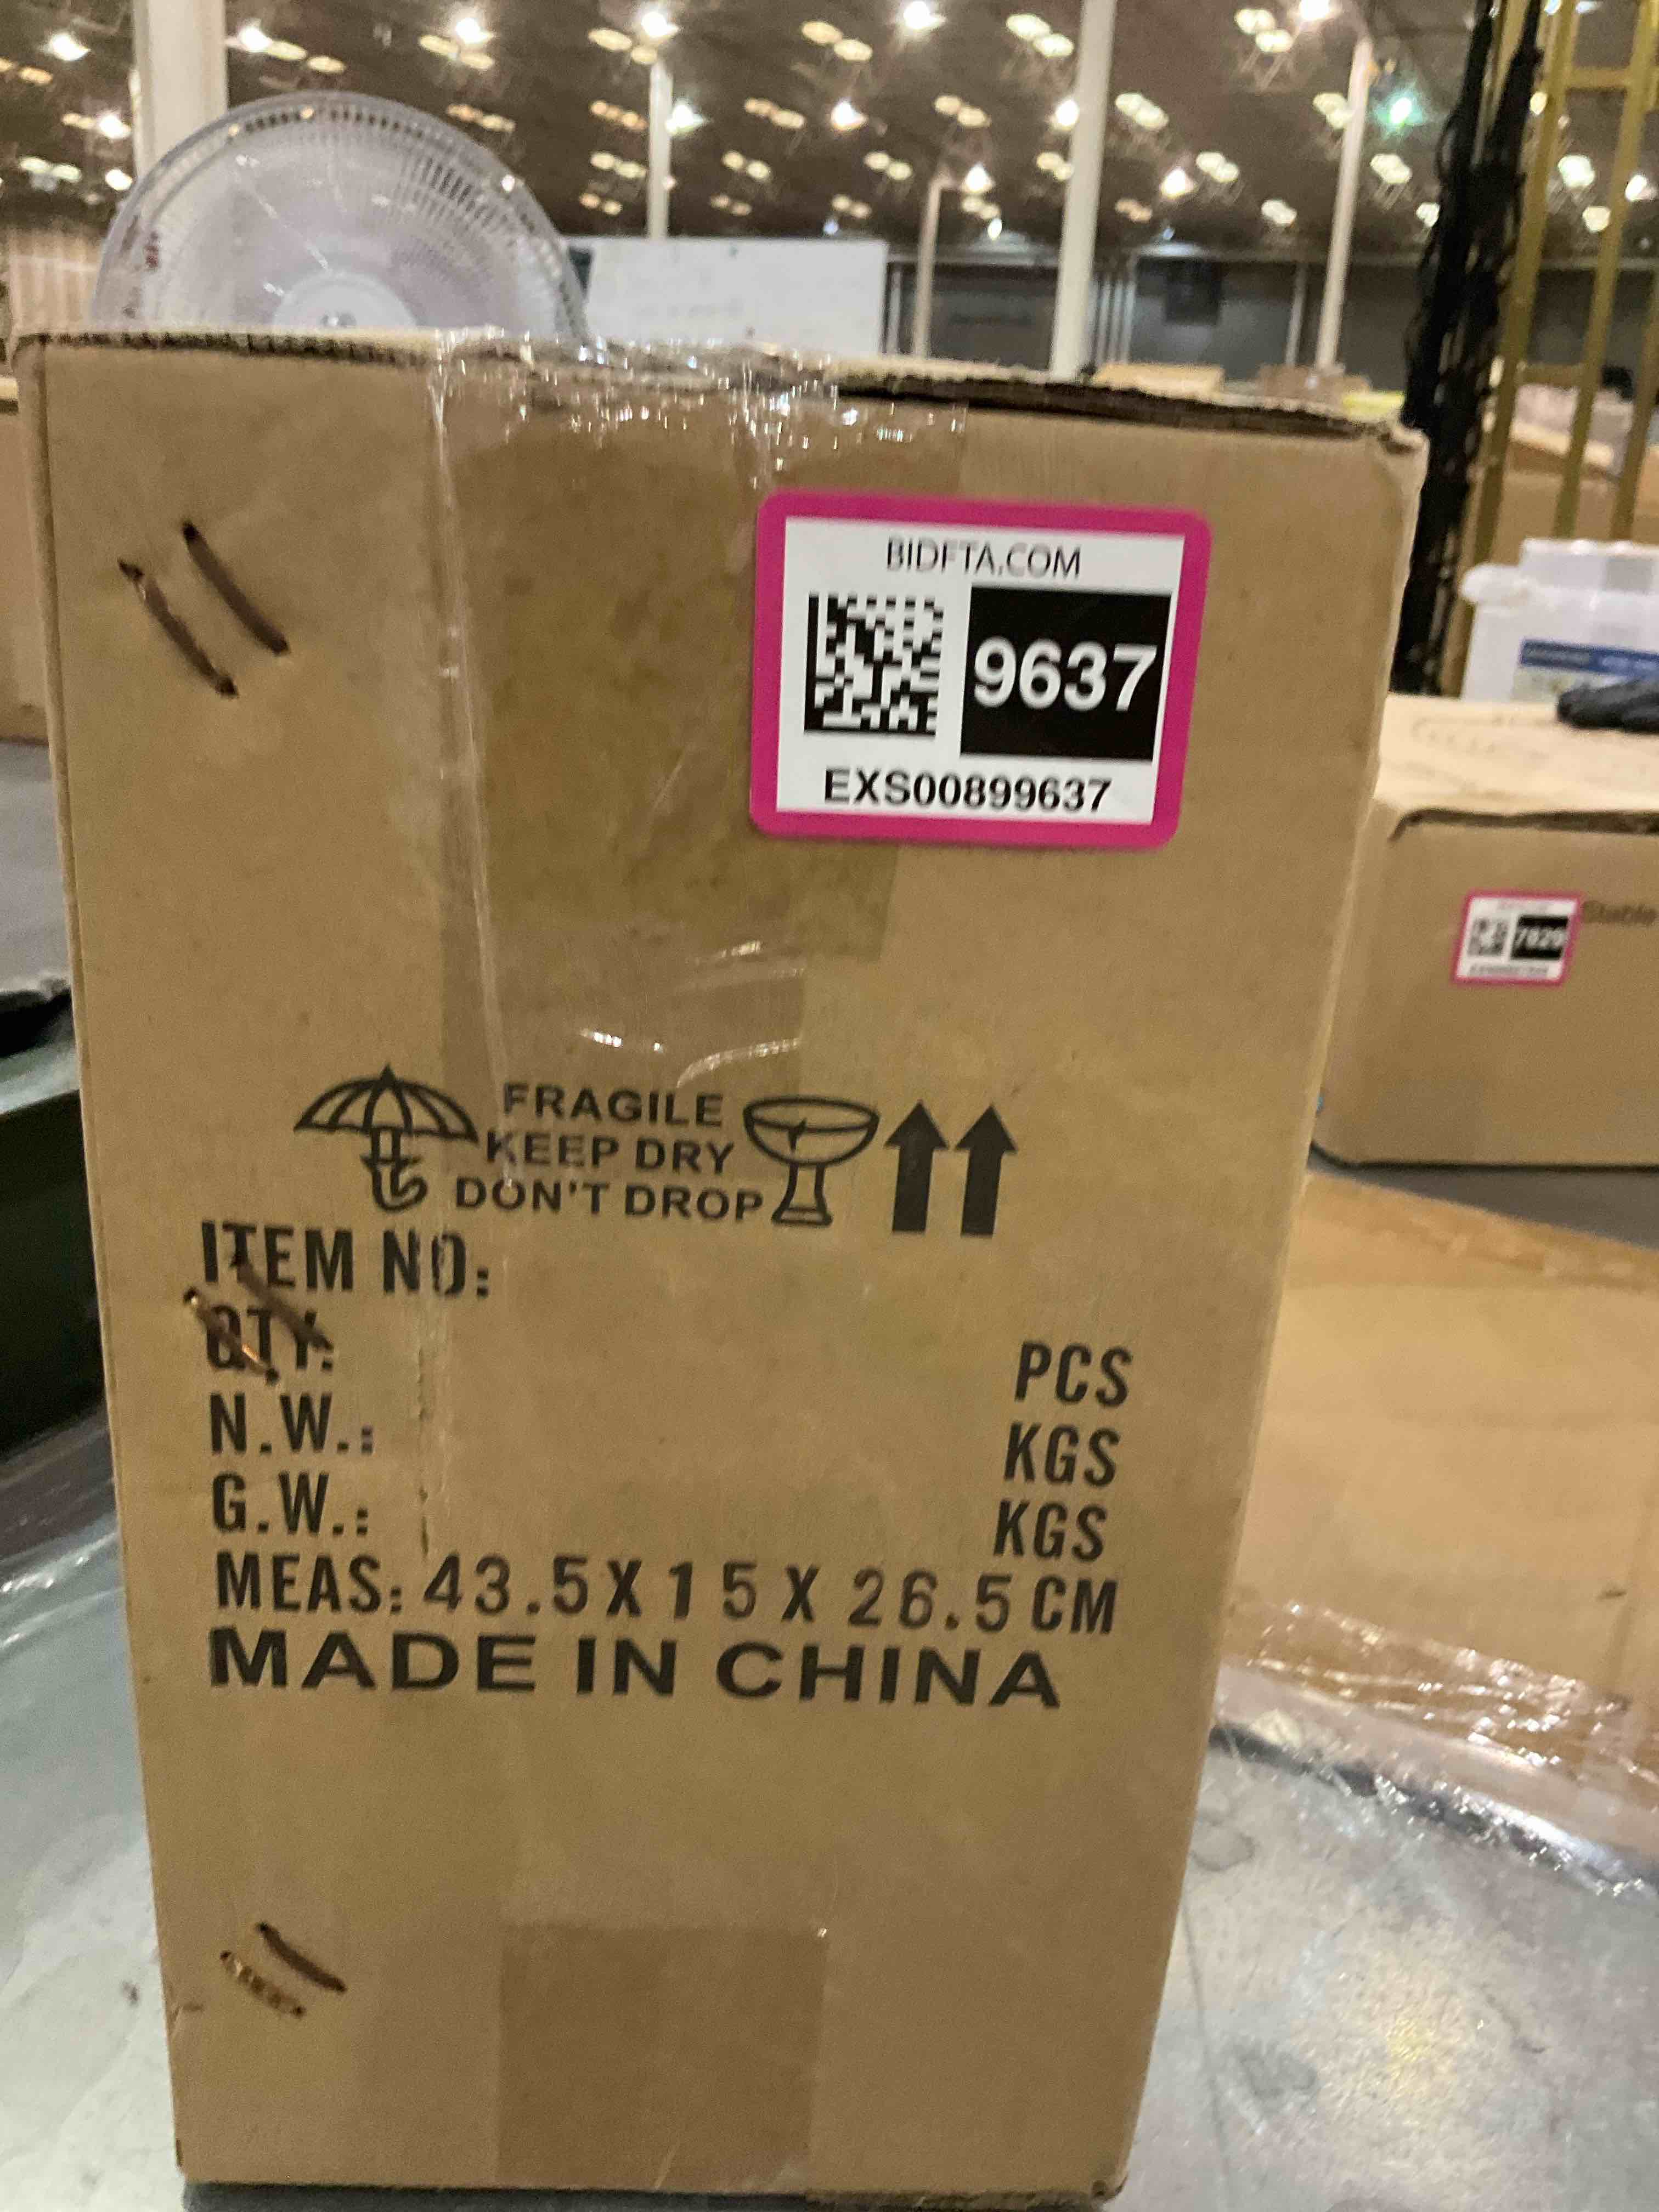 BIDFTA.COM
9637
EXS00899637
FRAGILE
KEEP DRY
DON'T DROP
ITEM NO:
QTY: PCS
N.W.: KGS
G.W.: KGS
MEAS: 43.5 X 15 X 26.5 CM
MADE IN CHINA
Stable